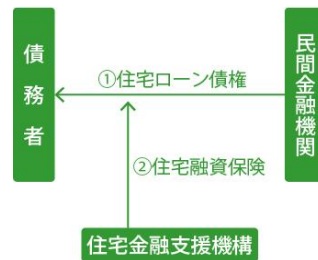 債務者
①住宅ローン債権
民間金融機関
②住宅融資保険
住宅金融支援機構